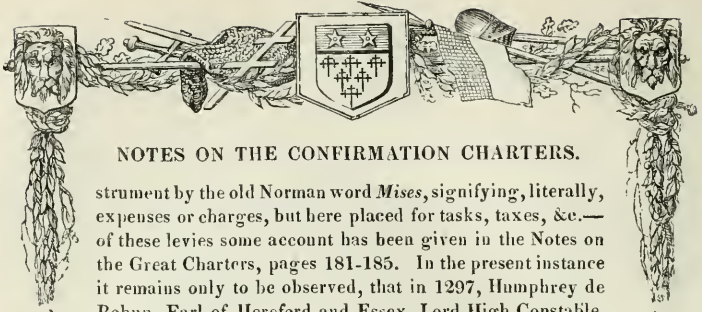 NOTES ON THE CONFIRMATION CHARTERS.
strument by the old Norman word Mises, signifying, literally,
expenses or charges, but here placed for tasks, taxes, &c.—
of these levies some account has been given in the Notes on
the Great Charters, pages 181-185. In the present instance
it remains only to be observed, that in 1297, Humphrey de
Bohun, Earl of Hereford and Essex, Lord High Constable,